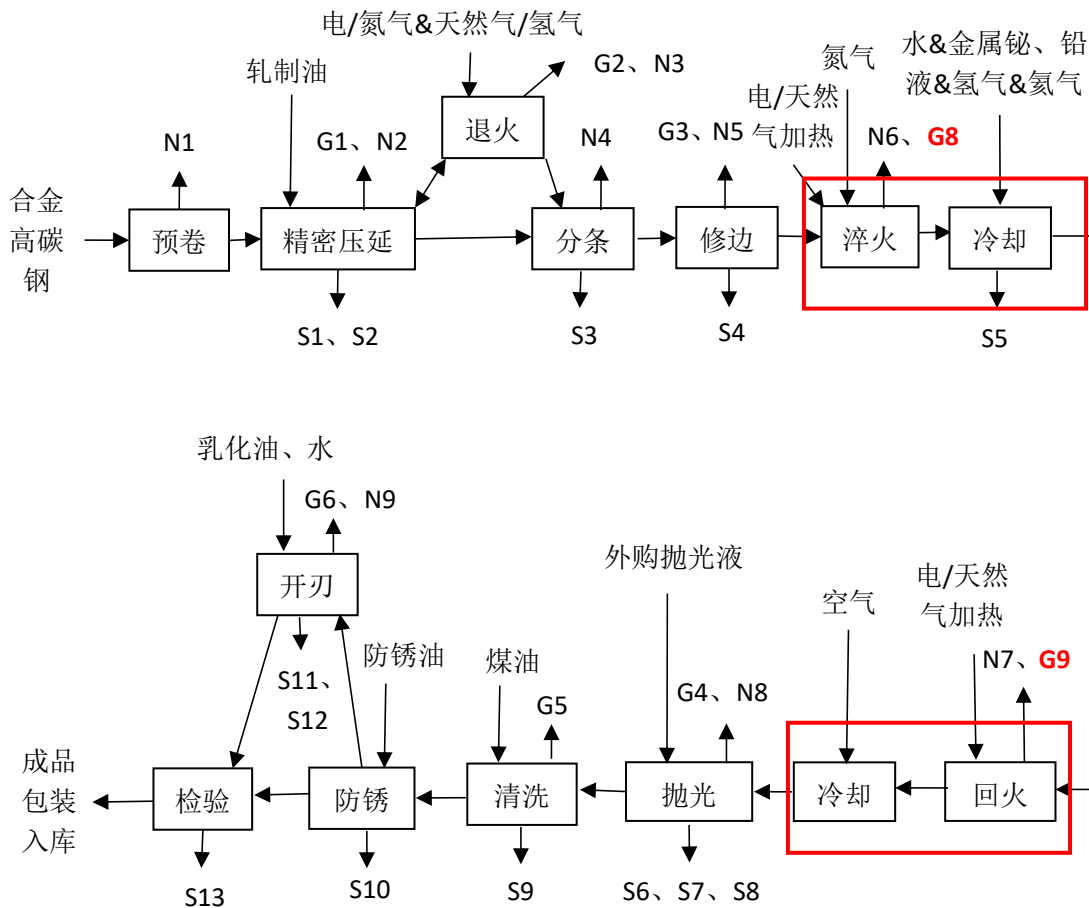 电/氮气&天然气/氢气
轧制油
G2、N3
氮气
水&金属铋、铅
液&氢气&氦气
电/天然
气加热
退火
N1
G1、N2
N4
G3、N5
N6、G8
合金
高碳
钢
预卷
精密压延
分条
修边
淬火
冷却
S1、S2
S3
S4
S5
乳化油、水
G6、N9
开刃
外购抛光液
空气
电/天然
气加热
防锈油
煤油
S11、
S12
G5
G4、N8
N7、G9
成品
包装
入库
检验
防锈
清洗
抛光
冷却
回火
S13
S10
S9
S6、S7、S8